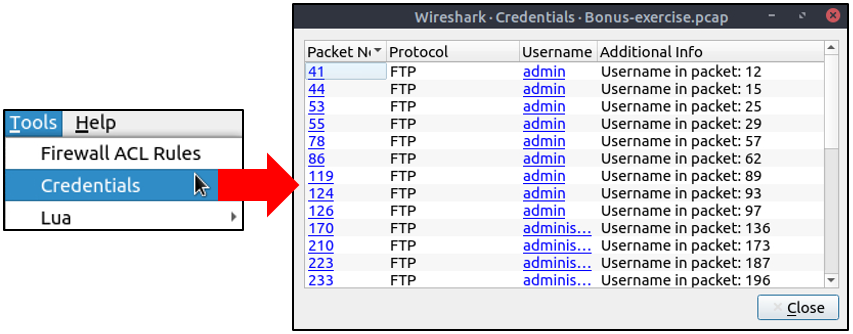 Tools Help
Firewall ACL Rules
Credentials
Lua
Wireshark · Credentials · Bonus-exercise.pcap
Packet No Protocol Username Additional Info
41 FTP admin Username in packet: 12
44 FTP admin Username in packet: 15
53 FTP admin Username in packet: 25
55 FTP admin Username in packet: 29
78 FTP admin Username in packet: 57
86 FTP admin Username in packet: 62
119 FTP admin Username in packet: 89
124 FTP admin Username in packet: 93
126 FTP admin Username in packet: 97
170 FTP adminis... Username in packet: 136
210 FTP adminis... Username in packet: 173
223 FTP adminis... Username in packet: 187
233 FTP adminis... Username in packet: 196
Close